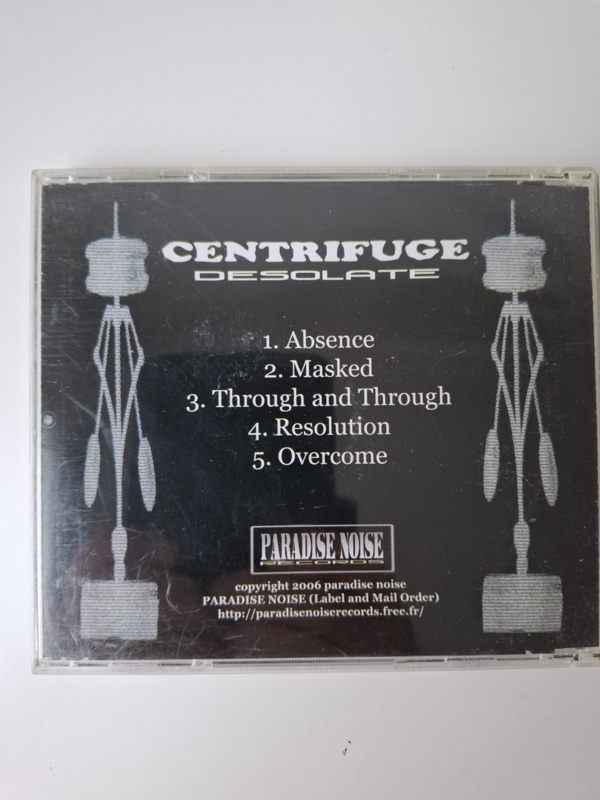 CENTRIFUGE
DESOLATE
1. Absence
2. Masked
3. Through and Through
4. Resolution
5. Overcome
PARADISE NOISE
RECORDS
copyright 2006 paradise noise
PARADISE NOISE (Label and Mail Order)
http://paradisenoiserecords.free.fr/